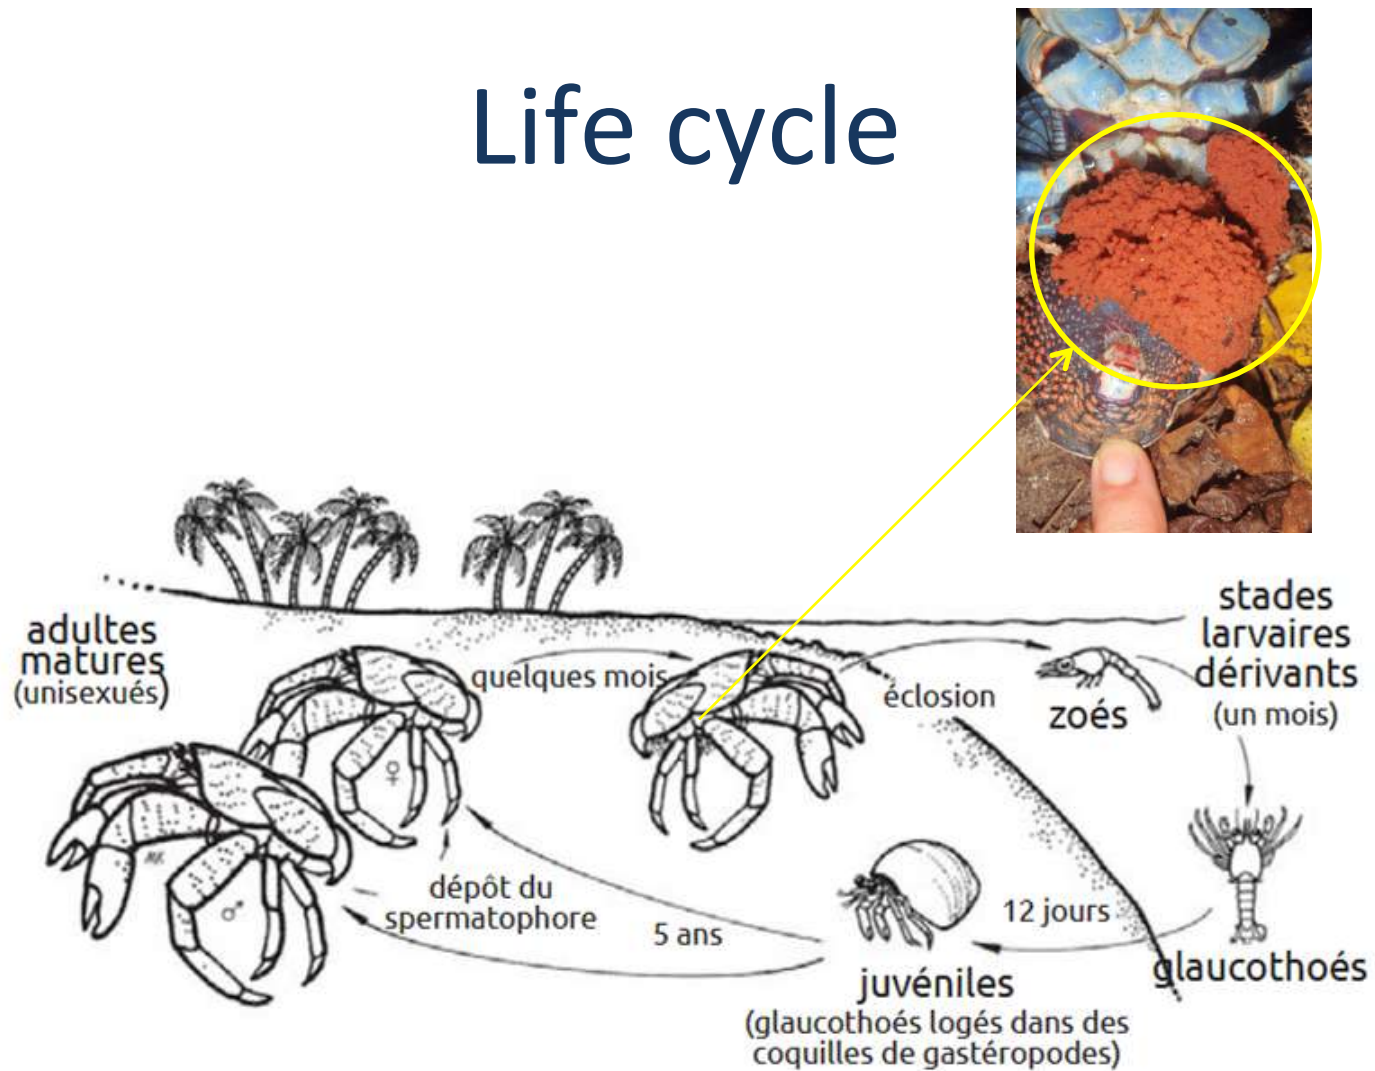 Life cycle
adultes
matures
(unisexués)
quelques mois
éclosion
zoés
stades
larvaires
dérivants
(un mois)
♀
♂
dépôt du
spermatophore
5 ans
12 jours
glaucothoés
juvéniles
(glaucothoés logés dans des
coquilles de gastéropodes)